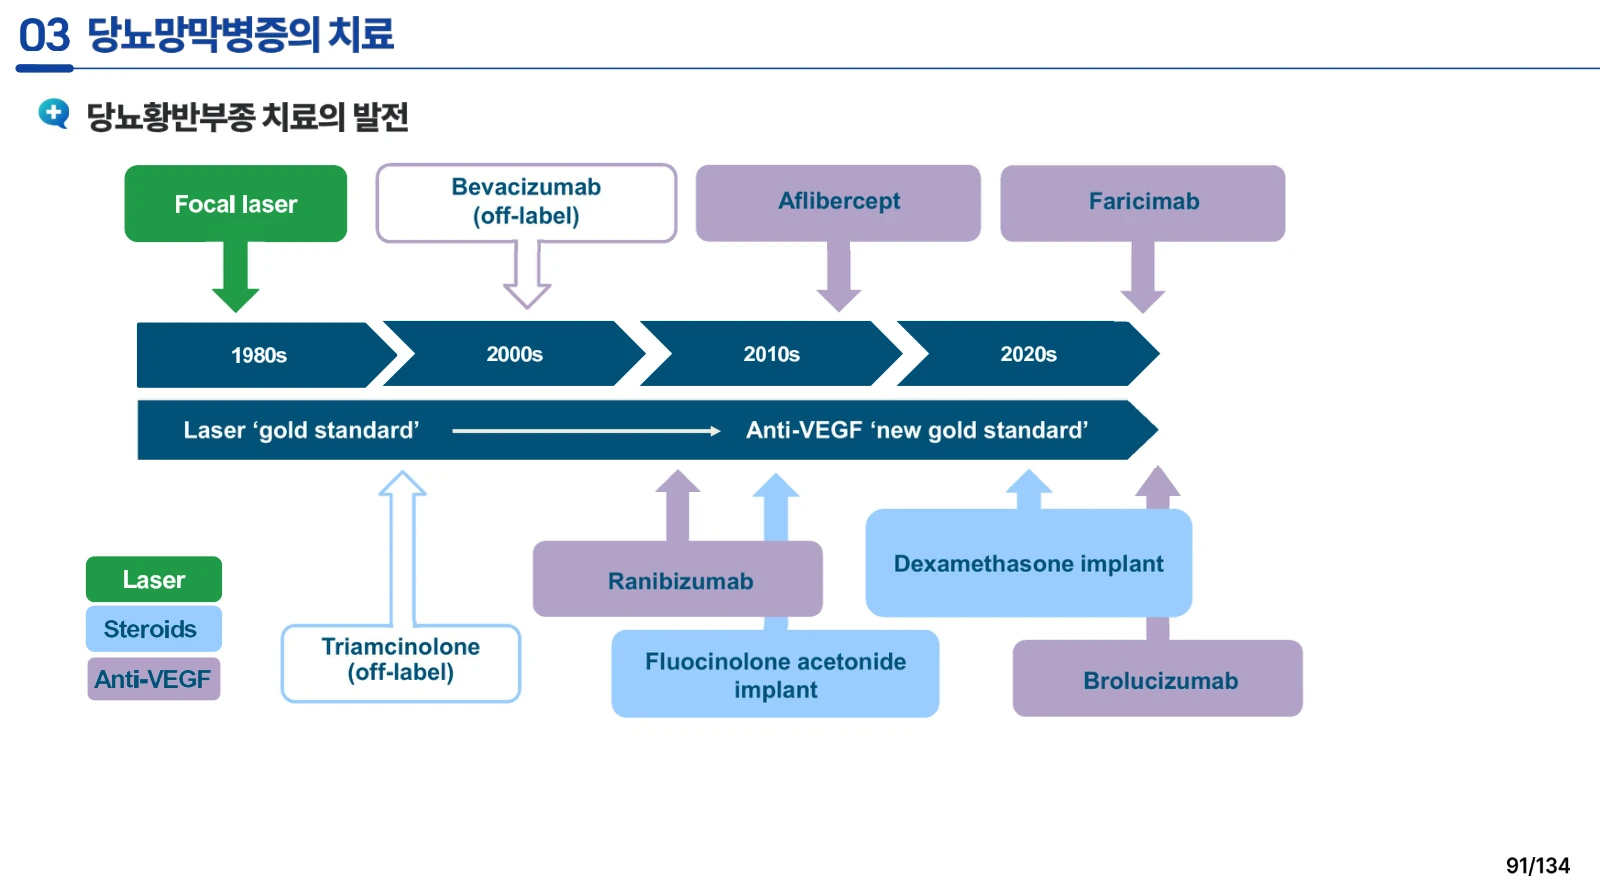 03 당뇨망막병증의 치료
당뇨황반부종 치료의 발전
Focal laser
Bevacizumab
(off-label)
Aflibercept
Faricimab
1980s
2000s
2010s
2020s
Laser ‘gold standard’
Anti-VEGF ‘new gold standard’
Laser
Steroids
Anti-VEGF
Triamcinolone
(off-label)
Ranibizumab
Fluocinolone acetonide
implant
Dexamethasone implant
Brolucizumab
91/134